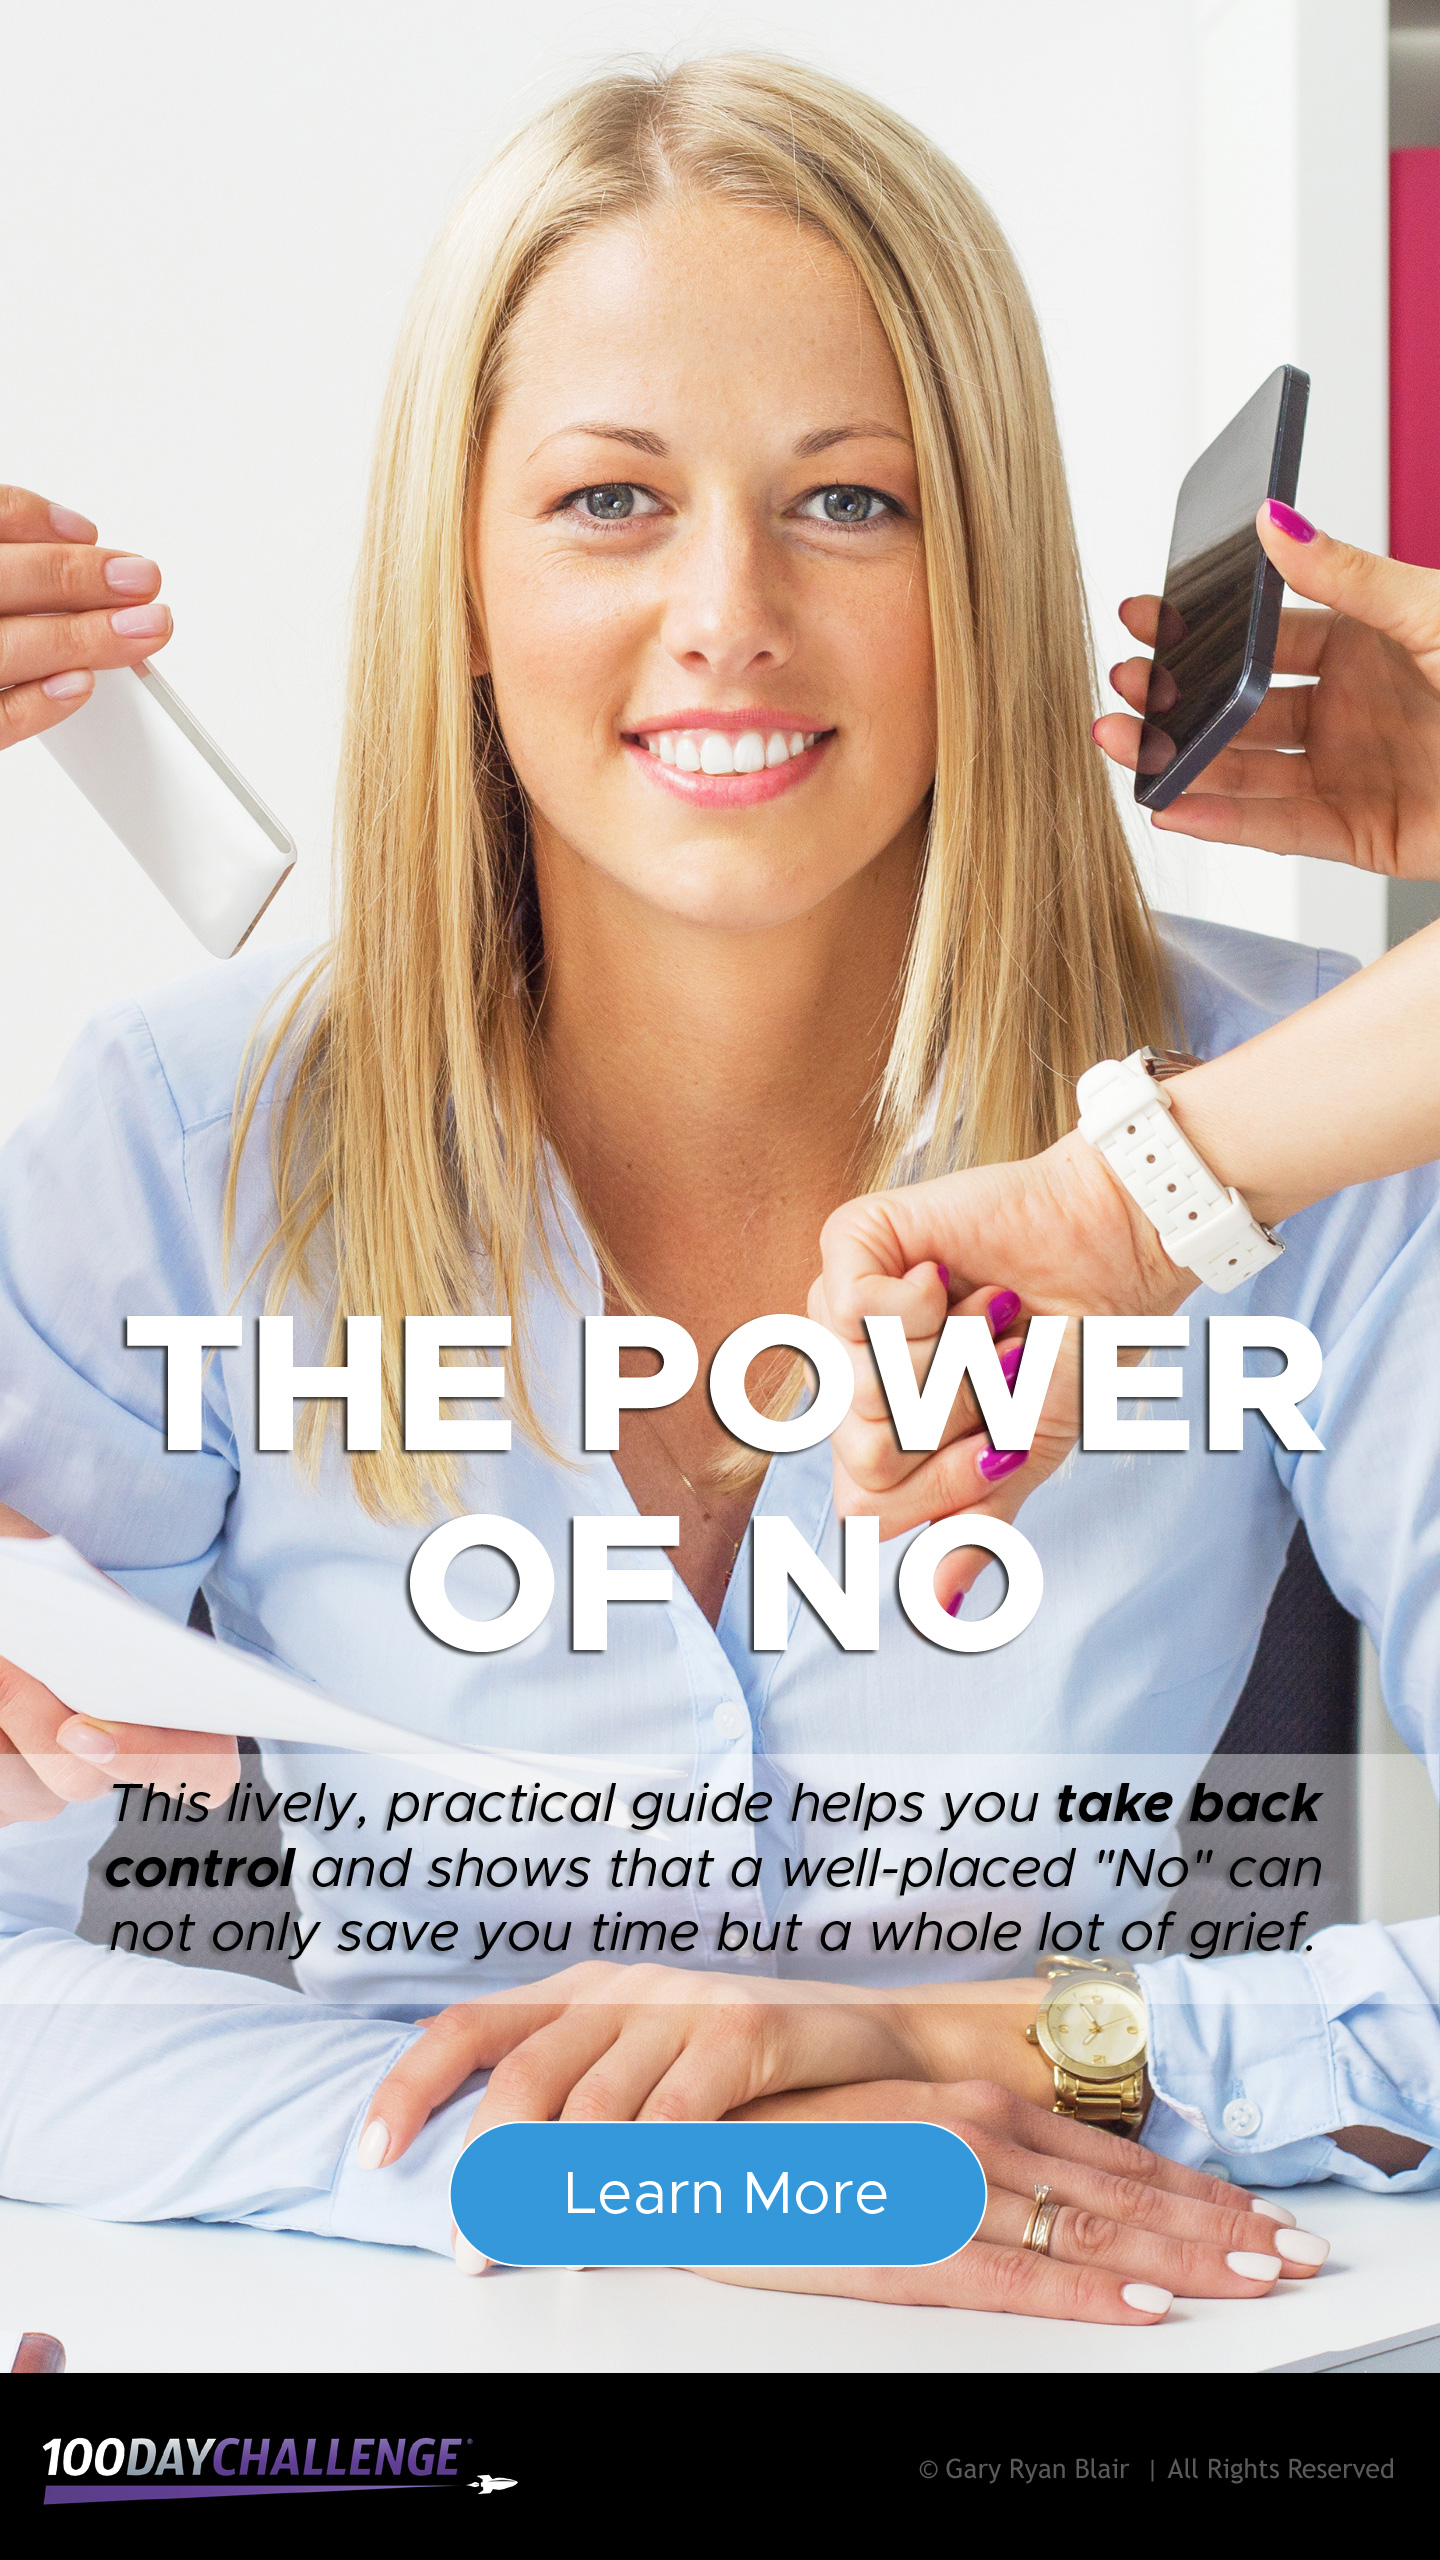 THE POWER
OF NO
This lively, practical guide helps you take back
control and shows that a well-placed "No" can
not only save you time but a whole lot of grief.
Learn More
100DAYCHALLENGE®
© Gary Ryan Blair | All Rights Reserved